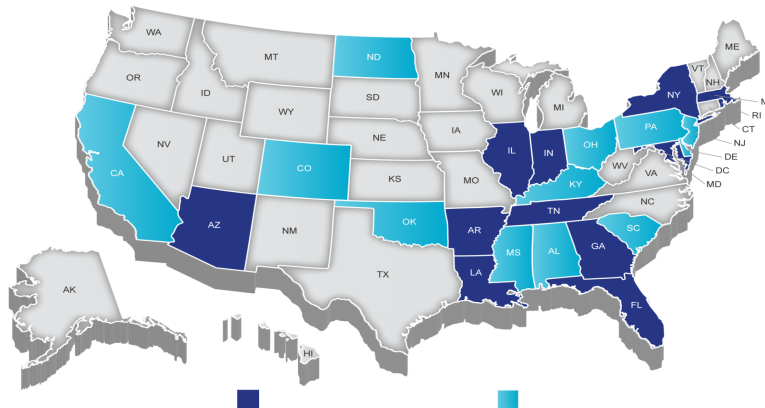 WA
MT
ND
MN
ME
VT
NH
OR
ID
SD
WI
MI
NY
M
RI
CT
NJ
DE
DC
MD
WY
NE
IA
IL
IN
OH
PA
NV
UT
CO
KS
MO
KY
WV
VA
CA
AZ
NM
OK
AR
TN
NC
SC
TX
LA
MS
AL
GA
FL
AK
HI